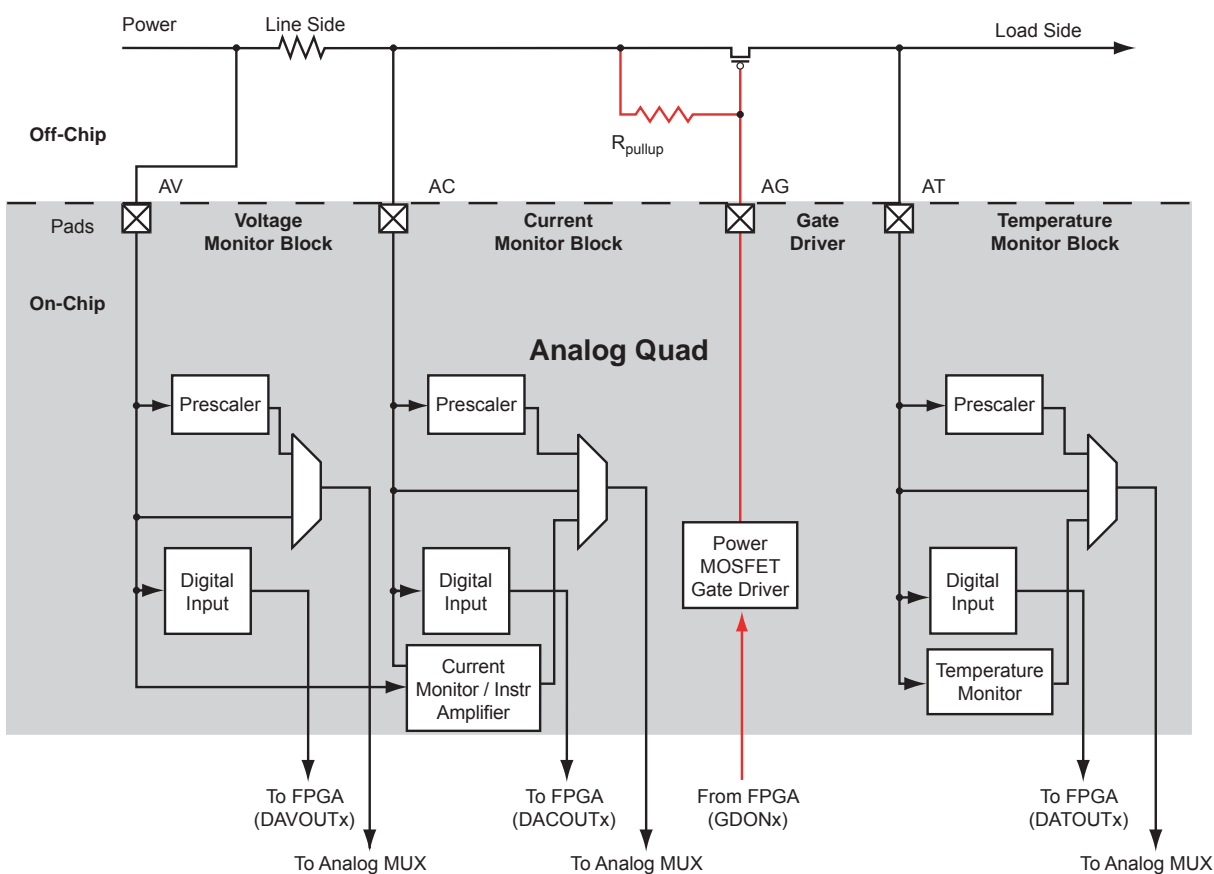 Power
Line Side
Load Side
Off-Chip
Rpullup
AV
AC
AG
AT
Pads
Voltage
Monitor Block
Current
Monitor Block
Gate
Driver
Temperature
Monitor Block
On-Chip
Analog Quad
Prescaler
Prescaler
Prescaler
Power
MOSFET
Gate Driver
Digital
Input
Digital
Input
Digital
Input
Current
Monitor / Instr
Amplifier
Temperature
Monitor
To FPGA
(DAVOUTx)
To FPGA
(DACOUTx)
From FPGA
(GDONx)
To FPGA
(DATOUTx)
To Analog MUX
To Analog MUX
To Analog MUX